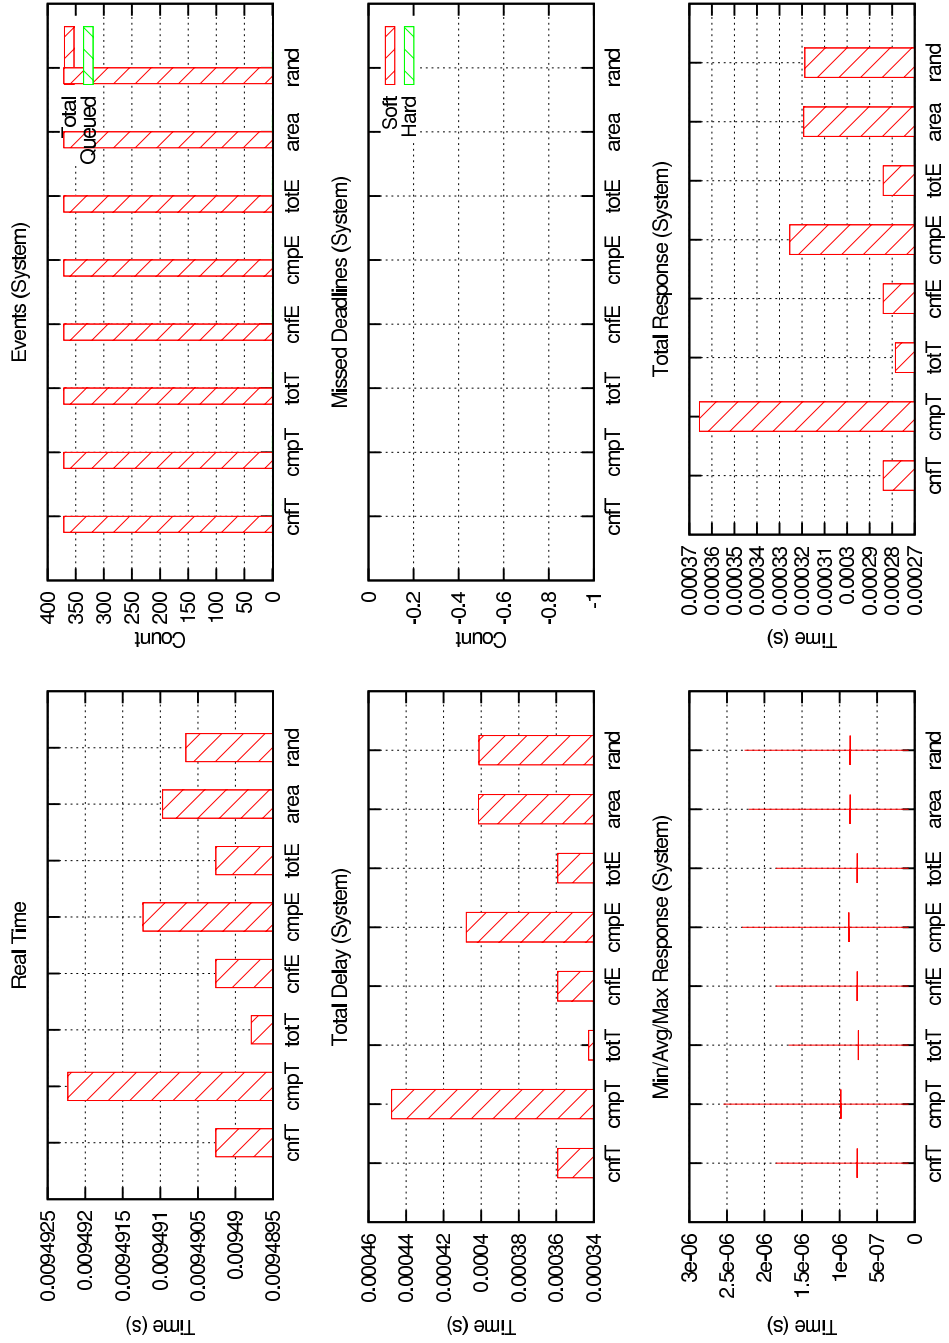 Real Time
Time (s)
0.0094925
0.009492
0.0094915
0.009491
0.0094905
0.00949
0.0094895
cnfT cmpT totT cnfE cmpE totE area rand
Events (System)
Count
400
350
300
250
200
150
100
50
0
cnfT cmpT totT cnfE cmpE totE area rand
Total
Queued
Total Delay (System)
Time (s)
0.00046
0.00044
0.00042
0.0004
0.00038
0.00036
0.00034
cnfT cmpT totT cnfE cmpE totE area rand
Missed Deadlines (System)
Count
0
-0.2
-0.4
-0.6
-0.8
-1
cnfT cmpT totT cnfE cmpE totE area rand
Soft
Hard
Min/Avg/Max Response (System)
Time (s)
3e-06
2.5e-06
2e-06
1.5e-06
1e-06
5e-07
0
cnfT cmpT totT cnfE cmpE totE area rand
Total Response (System)
Time (s)
0.00037
0.00036
0.00035
0.00034
0.00033
0.00032
0.00031
0.0003
0.00029
0.00028
0.00027
cnfT cmpT totT cnfE cmpE totE area rand